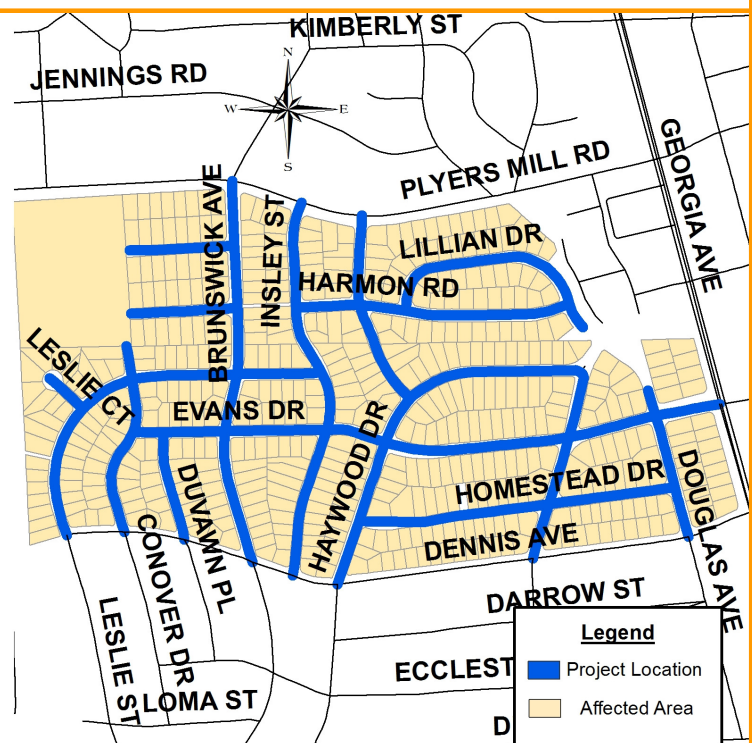 KIMBERLY ST
N
JENNINGS RD
W
E
S
GEORGIA AVE
PLYERS MILL RD
BRUNSWICK AVE
INSLEY ST
LILLIAN DR
HARMON RD
LESLIE CT
EVANS DR
HAYWOOD DR
HOMESTEAD DR
DOUGLAS AVE
DUVAWN PL
CONOVER DR
DENNIS AVE
LESLIE ST
DARROW ST
LOMA ST
ECCLEST
D
Legend
Project Location
Affected Area